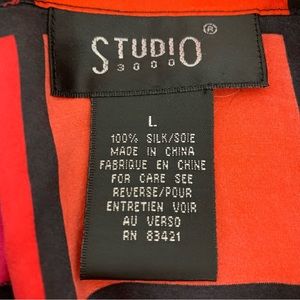 STUDIO®
3000
L
100% SILK/SOIE
MADE IN CHINA
FABRIQUE EN CHINE
FOR CARE SEE
REVERSE/POUR
ENTRETIEN VOIR
AU VERSO
RN 83421